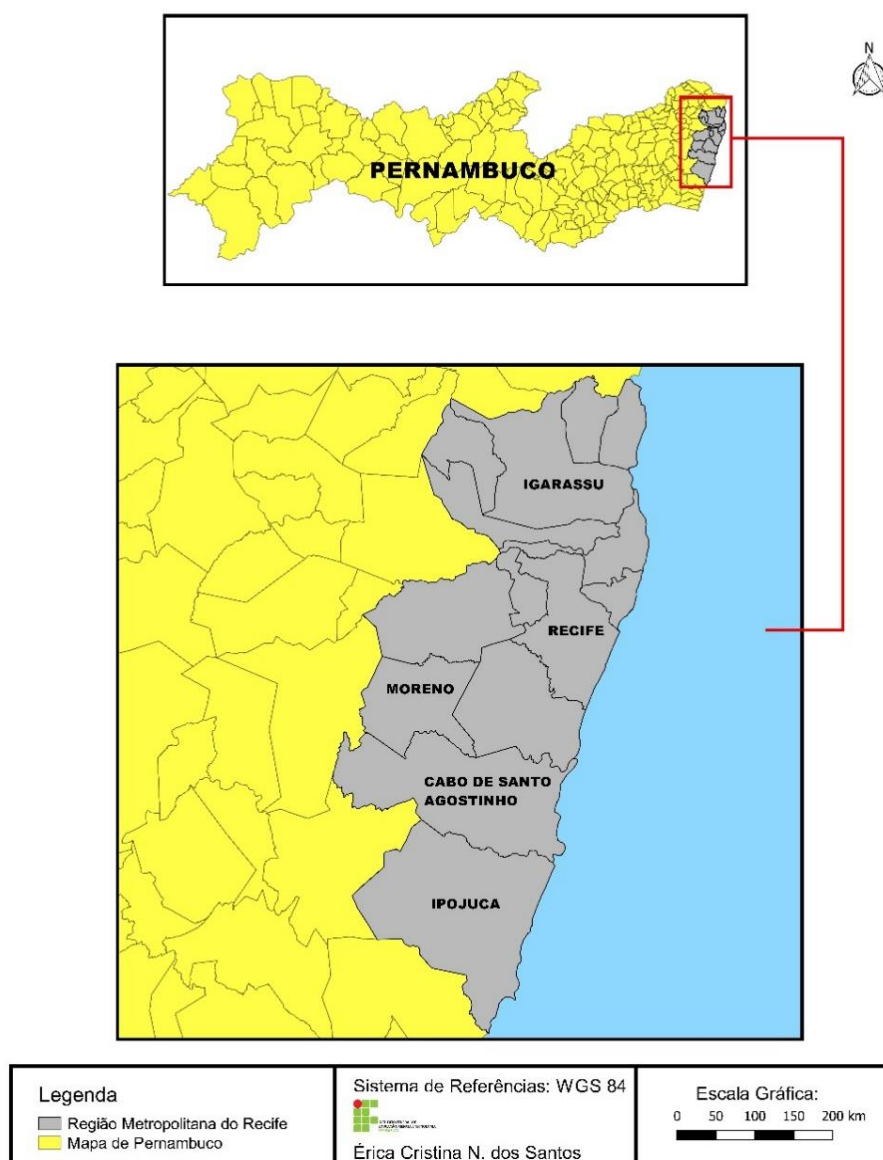 N
PERNAMBUCO
IGARASSU
RECIFE
MORENO
CABO DE SANTO
AGOSTINHO
IPOJUCA
Legenda
Região Metropolitana do Recife
Mapa de Pernambuco
Sistema de Referências: WGS 84
Érica Cristina N. dos Santos
Escala Gráfica:
0 50 100 150 200 km